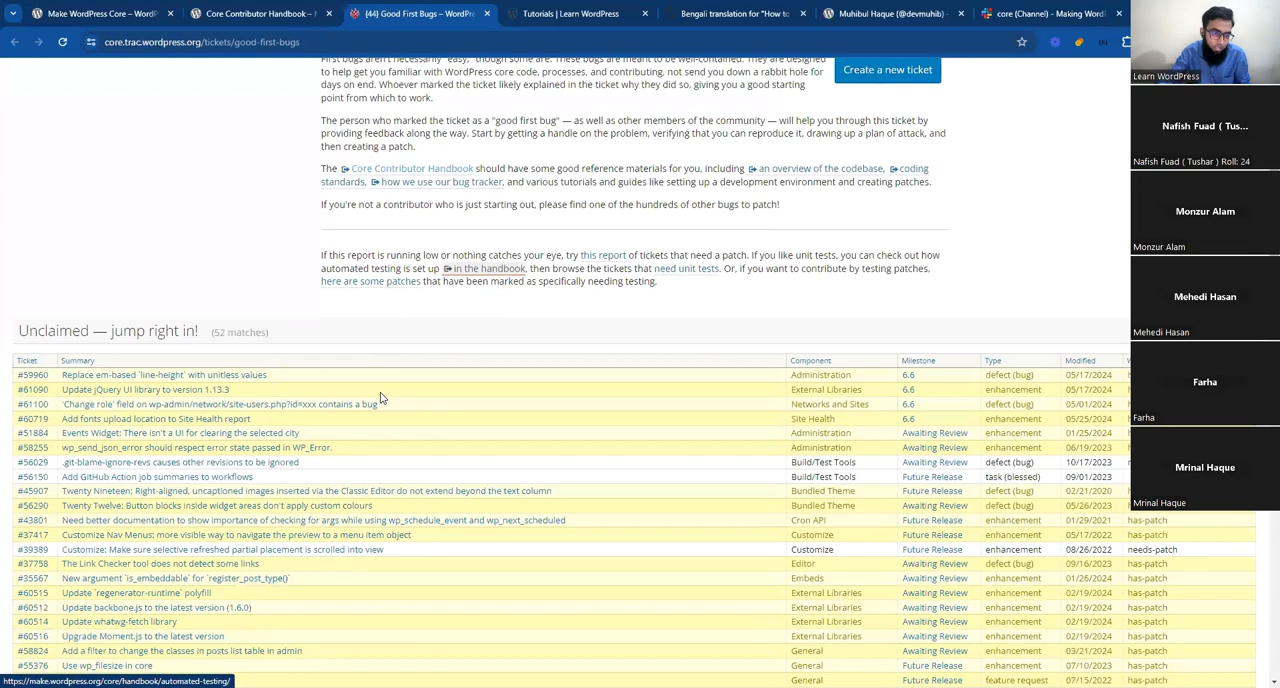 Make WordPress Core – WordP
Core Contributor Handbook –
{44} Good First Bugs – WordPre
Tutorials | Learn WordPress
Bengali translation for "How to
Muhibul Haque (@devmuhib) –
core (Channel) - Making WordP
core.trac.wordpress.org/tickets/good-first-bugs
First bugs aren't necessarily "easy," though some are. These bugs are meant to be well-contained. They are designed
to help get you familiar with WordPress core code, processes, and contributing, not send you down a rabbit hole for
days on end. Whoever marked the ticket likely explained in the ticket why they did so, giving you a good starting
point from which to work.
Create a new ticket
The person who marked the ticket as a "good first bug" — as well as other members of the community — will help you through this ticket by
providing feedback along the way. Start by getting a handle on the problem, verifying that you can reproduce it, drawing up a plan of attack, and
then creating a patch.
The Core Contributor Handbook should have some good reference materials for you, including an overview of the codebase, coding
standards, how we use our bug tracker, and various tutorials and guides like setting up a development environment and creating patches.
If you're not a contributor who is just starting out, please find one of the hundreds of other bugs to patch!
If this report is running low or nothing catches your eye, try this report of tickets that need a patch. If you like unit tests, you can check out how
automated testing is set up in the handbook, then browse the tickets that need unit tests. Or, if you want to contribute by testing patches,
here are some patches that have been marked as specifically needing testing.
Unclaimed — jump right in! (52 matches)
Ticket Summary Component Milestone Type Modified
#59960 Replace em-based `line-height` with unitless values Administration 6.6 defect (bug) 05/17/2024
#61090 Update jQuery UI library to version 1.13.3 External Libraries 6.6 enhancement 05/17/2024
#61100 'Change role' field on wp-admin/network/site-users.php?id=xxx contains a bug Networks and Sites 6.6 defect (bug) 05/01/2024
#60719 Add fonts upload location to Site Health report Site Health 6.6 enhancement 05/25/2024
#51884 Events Widget: There isn't a UI for clearing the selected city Administration Awaiting Review enhancement 01/25/2024
#58255 wp_send_json_error should respect error state passed in WP_Error. Administration Awaiting Review enhancement 06/19/2023
#56029 .git-blame-ignore-revs causes other revisions to be ignored Build/Test Tools Awaiting Review defect (bug) 10/17/2023
#56150 Add GitHub Action job summaries to workflows Build/Test Tools Future Release task (blessed) 09/01/2023
#45907 Twenty Nineteen: Right-aligned, uncaptioned images inserted via the Classic Editor do not extend beyond the text column Bundled Theme Awaiting Review defect (bug) 02/21/2020
#56290 Twenty Twelve: Button blocks inside widget areas don't apply custom colours Bundled Theme Awaiting Review defect (bug) 05/26/2023
#43801 Need better documentation to show importance of checking for args while using wp_schedule_event and wp_next_scheduled Cron API Future Release enhancement 01/29/2021 has-patch
#37417 Customize Nav Menus: more visible way to navigate the preview to a menu item object Customize Future Release enhancement 05/17/2022 has-patch
#39389 Customize: Make sure selective refreshed partial placement is scrolled into view Customize Future Release enhancement 08/26/2022 needs-patch
#37758 The Link Checker tool does not detect some links Editor Future Release defect (bug) 09/16/2023 has-patch
#35567 New argument `is_embeddable` for `register_post_type()` Embeds Future Release enhancement 01/26/2024 has-patch
#60515 Update `regenerator-runtime` polyfill External Libraries Awaiting Review enhancement 02/19/2024 has-patch
#60512 Update backbone.js to the latest version (1.6.0) External Libraries Awaiting Review enhancement 02/19/2024 has-patch
#60514 Update whatwg-fetch library External Libraries Awaiting Review enhancement 02/19/2024 has-patch
#60516 Upgrade Moment.js to the latest version External Libraries Awaiting Review enhancement 02/19/2024 has-patch
#58824 Add a filter to change the classes in posts list table in admin General Awaiting Review enhancement 03/21/2024 has-patch
#55376 Use wp_filesize in core General Future Release enhancement 07/10/2023 has-patch
General Future Release feature request 07/15/2022 has-patch
https://make.wordpress.org/core/handbook/automated-testing/
Learn WordPress
Nafish Fuad ( Tus...
Nafish Fuad ( Tushar ) Roll: 24
Monzur Alam
Monzur Alam
Mehedi Hasan
Mehedi Hasan
Farha
Farha
Mrinal Haque
Mrinal Haque